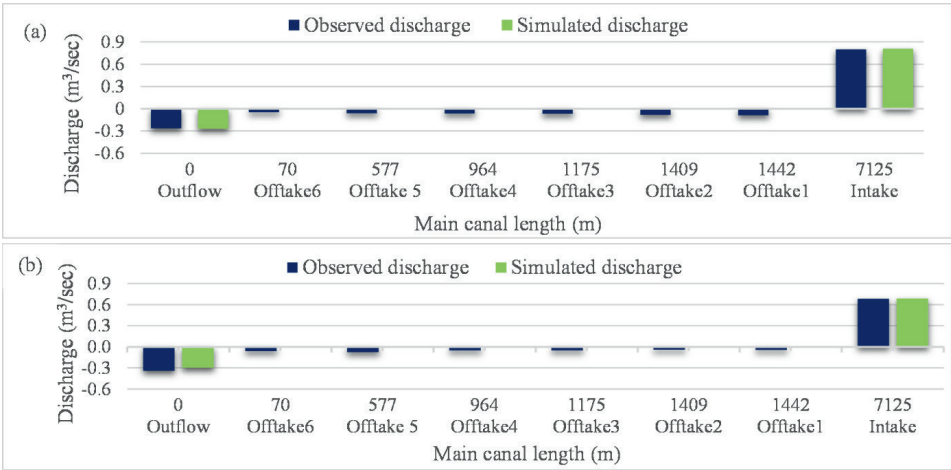 (a)
Observed discharge Simulated discharge
Discharge (m³/sec)
0.9
0.6
0.3
0
-0.3
-0.6
0 70 577 964 1175 1409 1442 7125
Outflow Offtake6 Offtake 5 Offtake4 Offtake3 Offtake2 Offtake1 Intake
Main canal length (m)
(b)
Observed discharge Simulated discharge
Discharge (m³/sec)
0.9
0.6
0.3
0.0
-0.3
-0.6
0 70 577 964 1175 1409 1442 7125
Outflow Offtake6 Offtake 5 Offtake4 Offtake3 Offtake2 Offtake1 Intake
Main canal length (m)